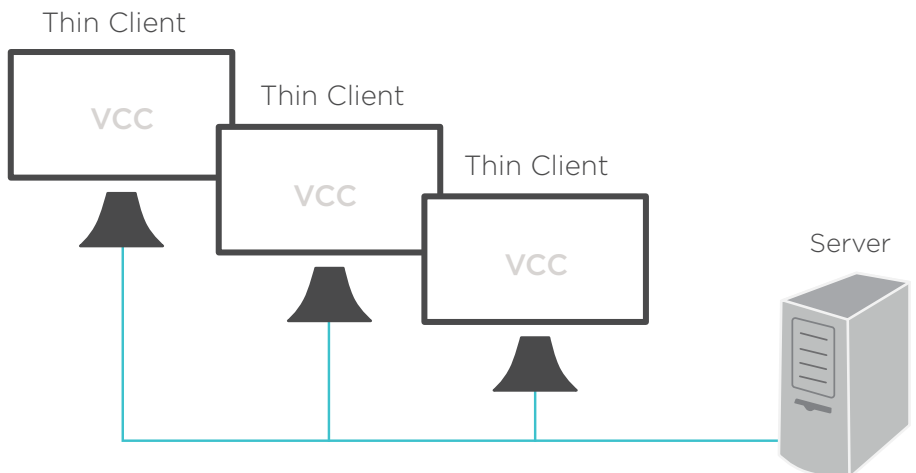 Thin Client
VCC
Thin Client
VCC
Thin Client
VCC
Server